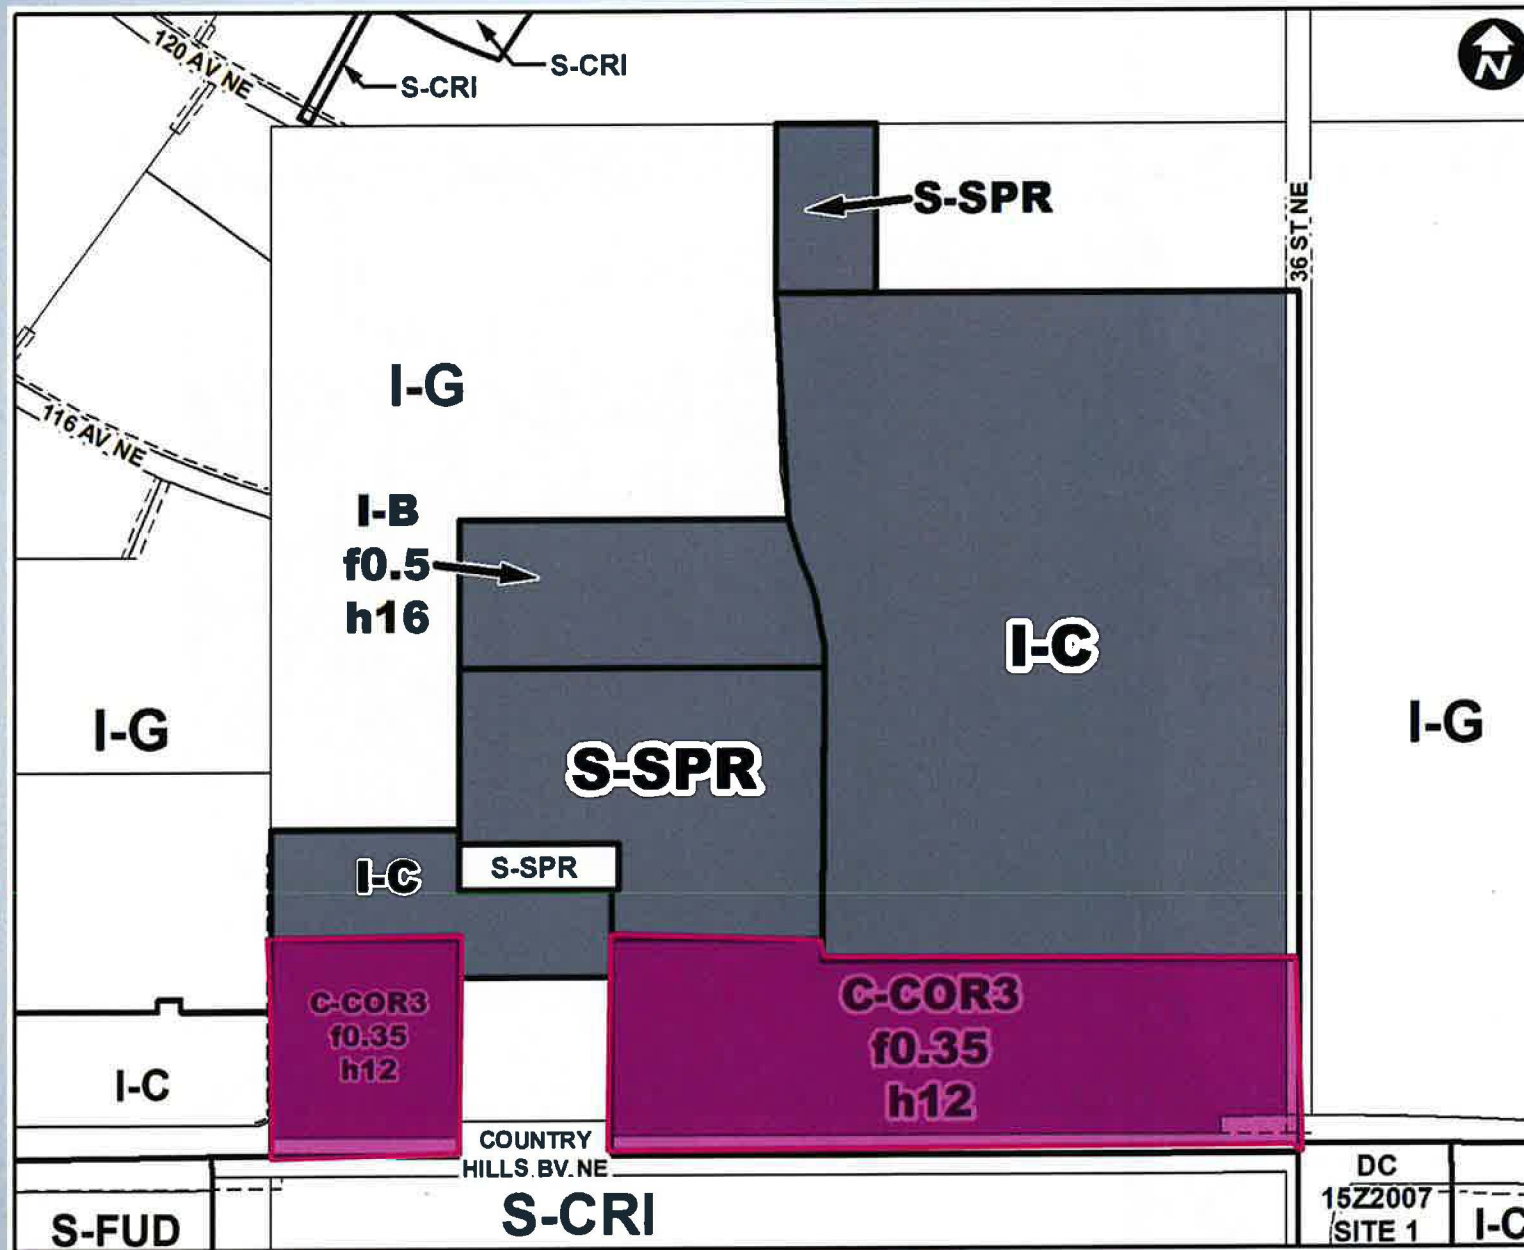 S-CRI
S-CRI
120 AV NE
N
S-SPR
36 ST NE
I-G
116 AV NE
I-B
f0.5
h16
I-C
I-G
I-G
S-SPR
I-C
S-SPR
C-COR3
f0.35
h12
C-COR3
f0.35
h12
I-C
COUNTRY
HILLS BV NE
S-FUD
S-CRI
DC
15Z2007
SITE 1
I-C